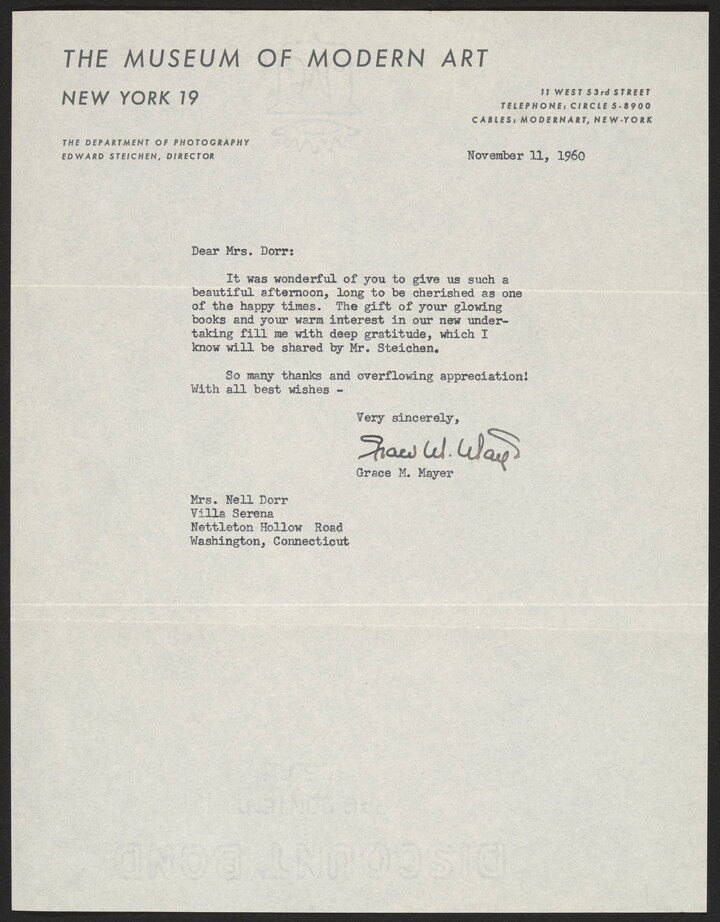 THE MUSEUM OF MODERN ART
NEW YORK 19
11 WEST 53rd STREET
TELEPHONE: CIRCLE 5-8900
CABLES: MODERNART, NEW-YORK
THE DEPARTMENT OF PHOTOGRAPHY
EDWARD STEICHEN, DIRECTOR
November 11, 1960
Dear Mrs. Dorr:
It was wonderful of you to give us such a
beautiful afternoon, long to be cherished as one
of the happy times. The gift of your glowing
books and your warm interest in our new under-
taking fill me with deep gratitude, which I
know will be shared by Mr. Steichen.
So many thanks and overflowing appreciation!
With all best wishes -
Very sincerely,
Grace M. Mayer
Grace M. Mayer
Mrs. Nell Dorr
Villa Serena
Nettleton Hollow Road
Washington, Connecticut
DISCOUNT BOND